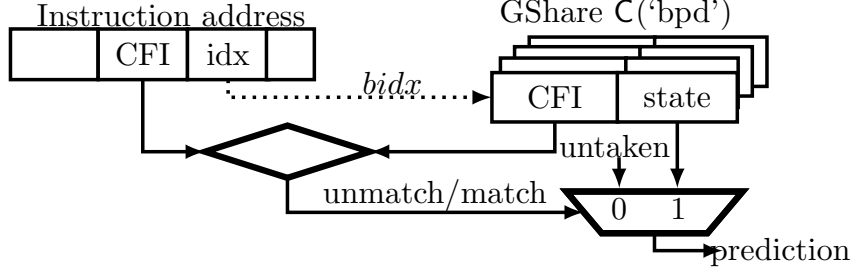 Instruction address
GShare C(‘bpd’)
CFI idx
bidx
CFI state
untaken
unmatch/match
0 1
prediction